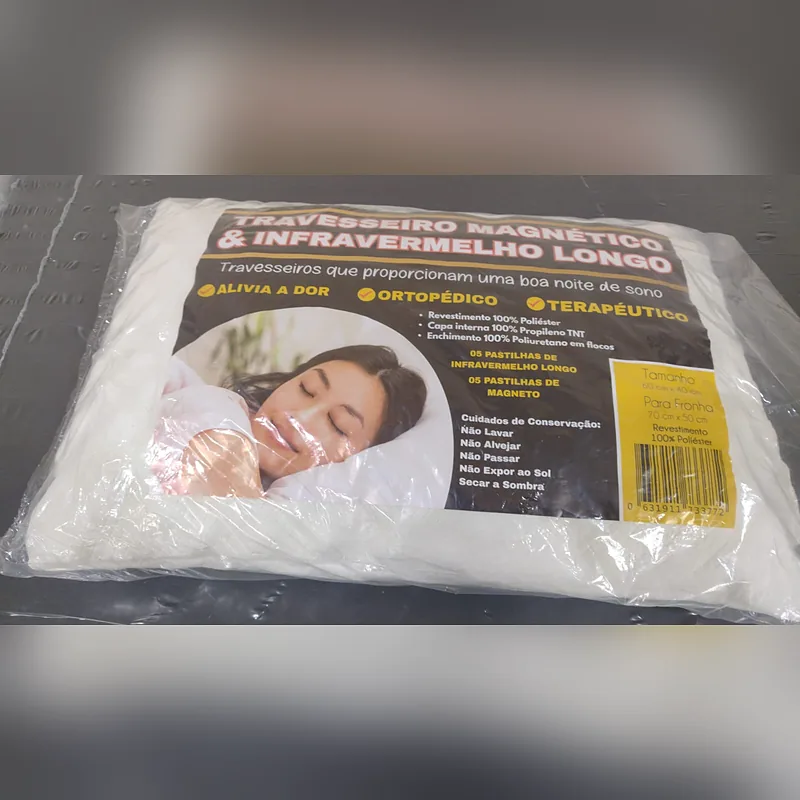 TRAVESSEIRO MAGNÉTICO
& INFRAVERMELHO LONGO
Travesseiros que proporcionam uma boa noite de sono
ALIVIA A DOR ORTOPÉDICO TERAPÉUTICO
• Revestimento 100% Poliéster
• Capa interna 100% Propileno TNT
• Enchimento 100% Poliuretano em flocos
05 PASTILHAS DE
INFRAVERMELHO LONGO
05 PASTILHAS DE
MAGNETO
Cuidados de Conservação:
Não Lavar
Não Alvejar
Não Passar
Não Expor ao Sol
Secar a Sombra
Tamanho
Para Fronha
70 cm x 50 cm
Revestimento
100% Poliéster